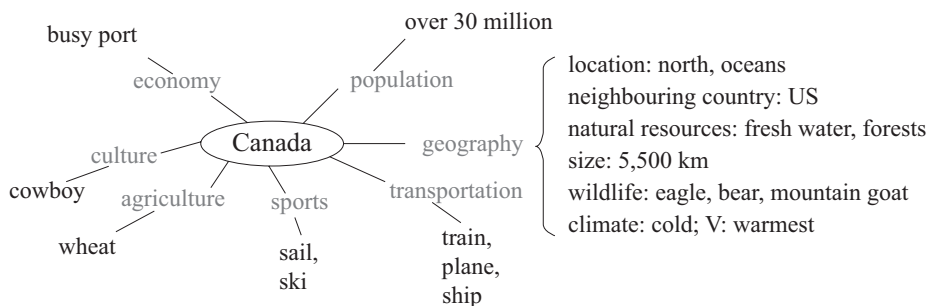 over 30 million
busy port
economy
population
Canada
culture
cowboy
agriculture
wheat
sports
sail,
ski
transportation
train,
plane,
ship
geography
location: north, oceans
neighbouring country: US
natural resources: fresh water, forests
size: 5,500 km
wildlife: eagle, bear, mountain goat
climate: cold; V: warmest